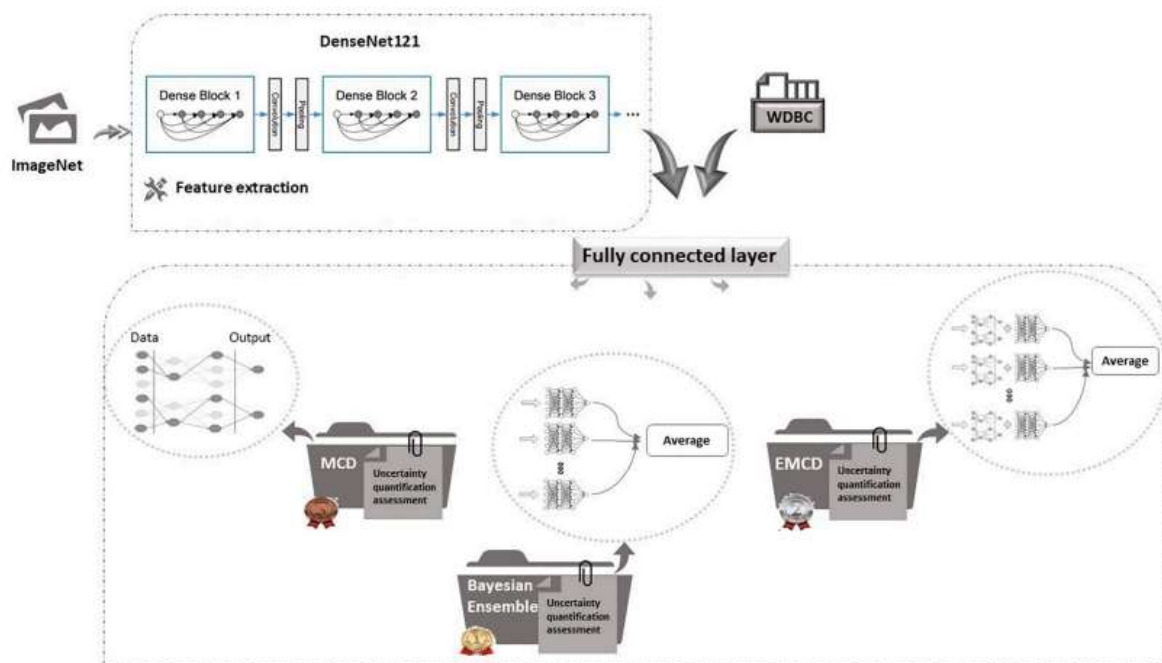 DenseNet121
Dense Block 1
Convolution
Pooling
Dense Block 2
Convolution
Pooling
Dense Block 3
...
ImageNet
WDBC
Feature extraction
Fully connected layer
Data
Output
Average
Average
MCD
Uncertainty
quantification
assessment
EMCD
Uncertainty
quantification
assessment
2
Bayesian
Ensemble
Uncertainty
quantification
assessment
1